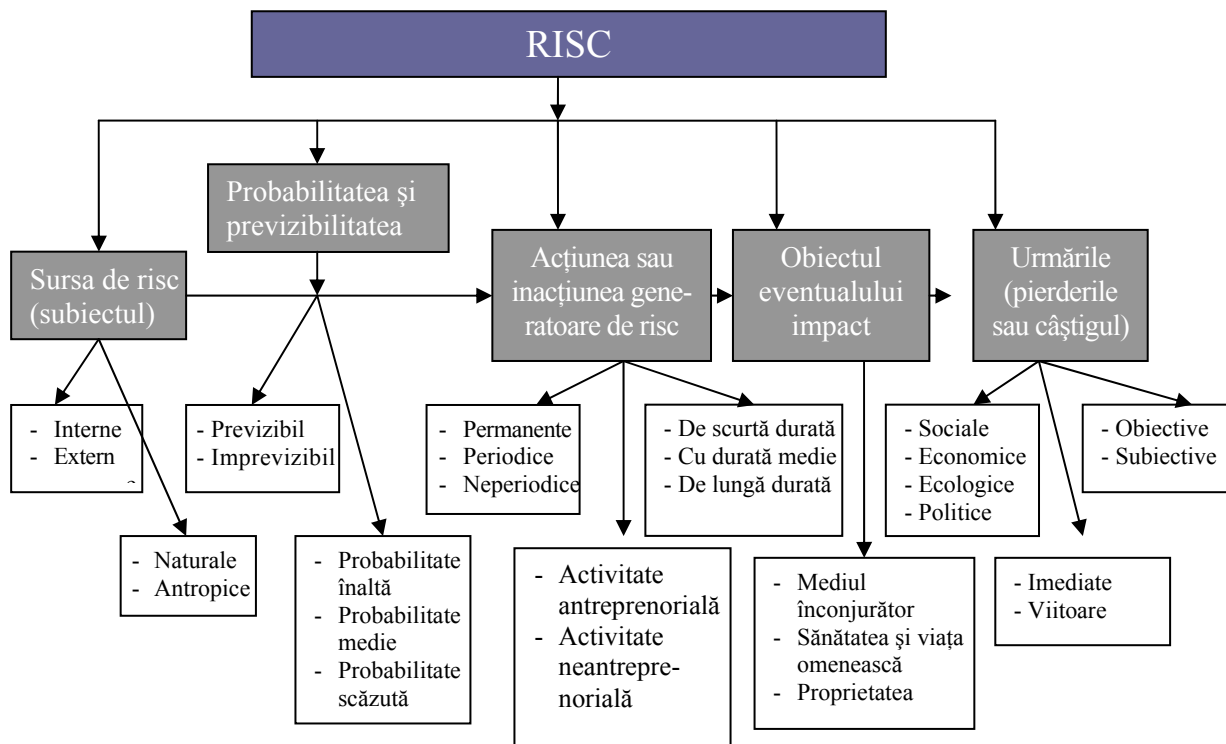 RISC
Probabilitatea şi
previzibilitatea
Sursa de risc
(subiectul)
Acțiunea sau
inacțiunea gene-
ratoare de risc
Obiectul
eventualului
impact
Urmările
(pierderile
sau câştigul)
- Interne
- Extern
- Previzibil
- Imprevizibil
- Permanente
- Periodice
- Neperiodice
- De scurtă durată
- Cu durată medie
- De lungă durată
- Sociale
- Economice
- Ecologice
- Politice
- Obiective
- Subiective
- Naturale
- Antropice
- Probabilitate
înaltă
- Probabilitate
medie
- Probabilitate
scăzută
- Activitate
antreprenorială
- Activitate
neantrepre-
norială
- Mediul
înconjurător
- Sănătatea şi viața
omenească
- Proprietatea
- Imediate
- Viitoare